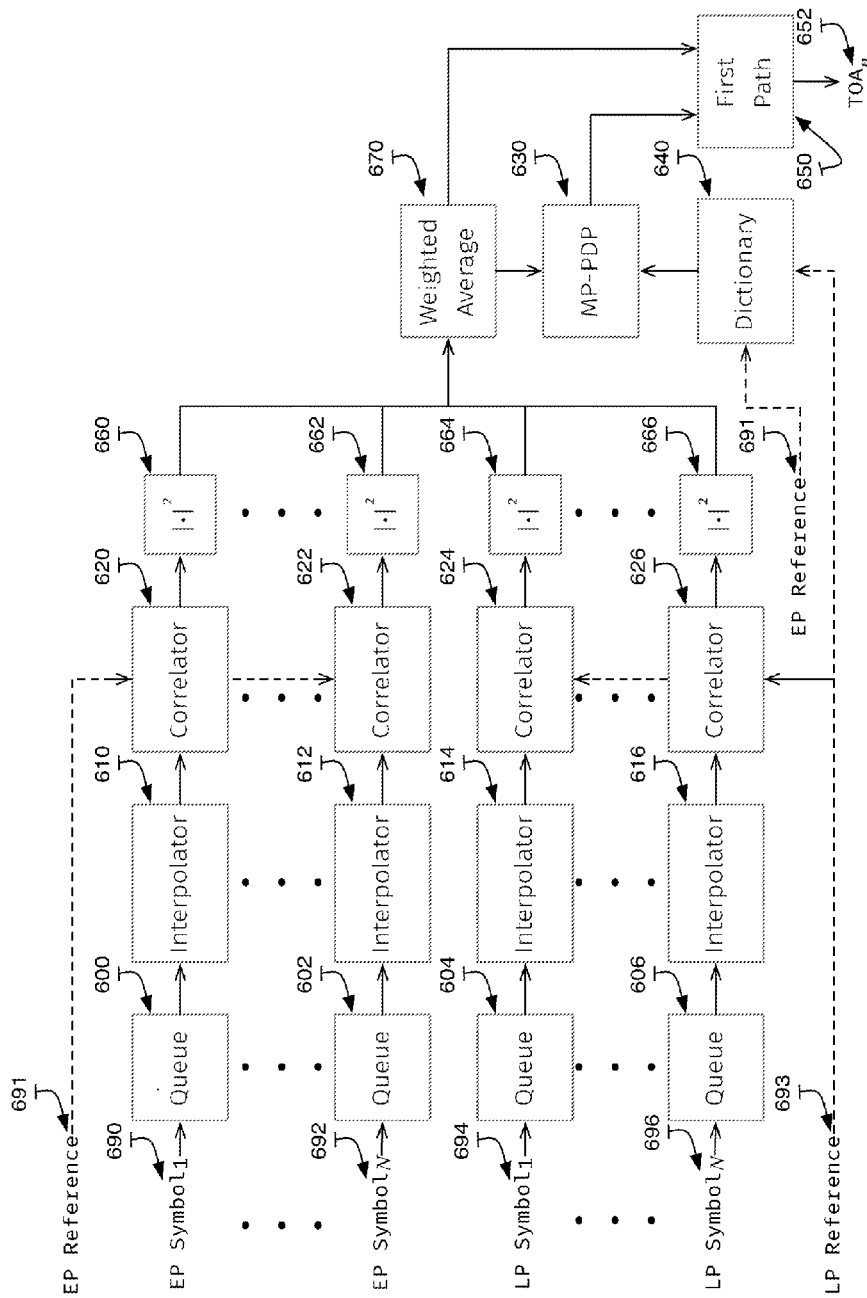 EP Reference
691
EP Symbol1
690
Queue
600
Interpolator
610
Correlator
620
|•|²
660
EP SymbolN
692
Queue
602
Interpolator
612
Correlator
622
|•|²
662
LP Symbol1
694
Queue
604
Interpolator
614
Correlator
624
|•|²
664
LP SymbolN
696
Queue
606
Interpolator
616
Correlator
626
|•|²
666
LP Reference
693
EP Reference
691
Weighted
Average
670
MP-PDP
630
Dictionary
640
First
Path
650
TOAn
652